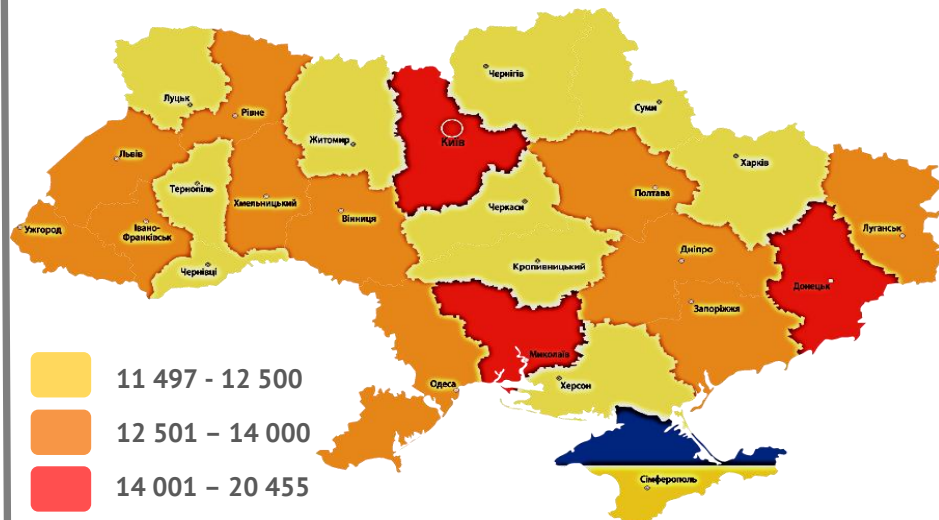 Чернігів
Луцьк
Рівне
Суми
Житомир
Київ
Львів
Харків
Тернопіль
Хмельницький
Полтава
Черкаси
Вінниця
Ужгород
Івано-
Франківськ
Луганськ
Дніпро
Чернівці
Кропивницький
Донецьк
Запоріжжя
Миколаїв
11 497 - 12 500
Одеса
Херсон
12 501 – 14 000
Сімферополь
14 001 – 20 455